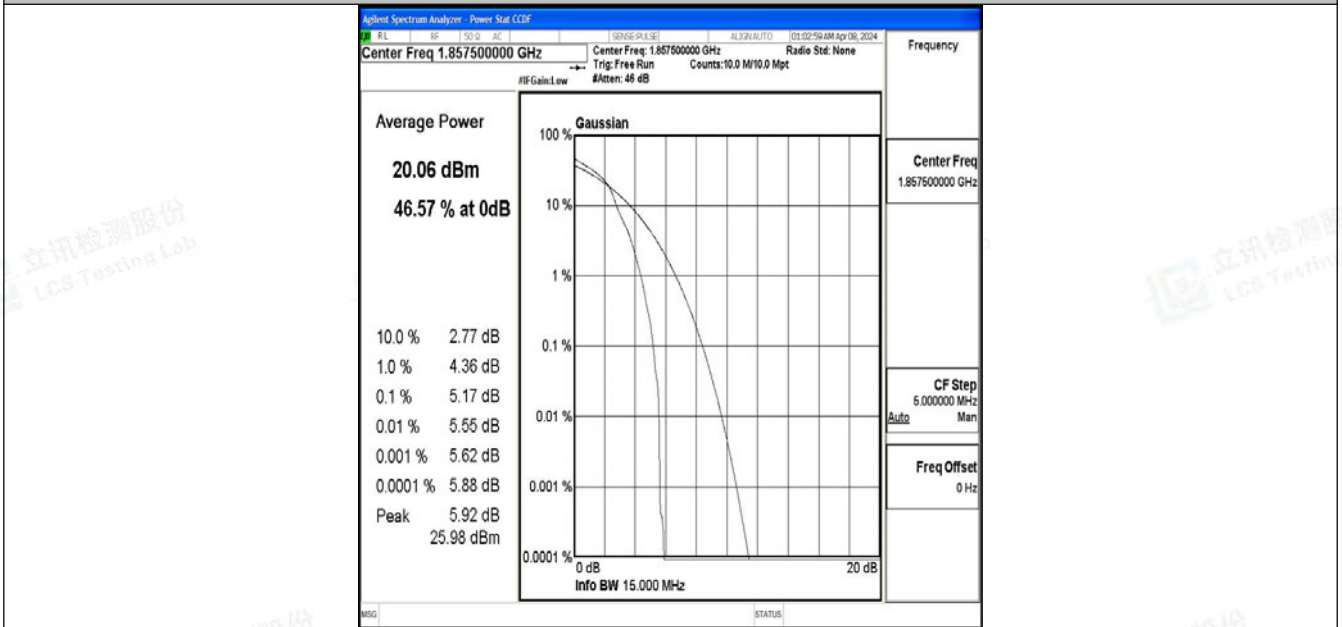 Agilent Spectrum Analyzer - Power Stat CCDF
RL RF 50 Ω AC SENSE:PULSE ALIGNAUTO 01:02:59 AM Apr 08, 2024
Center Freq 1.857500000 GHz
Center Freq: 1.857500000 GHz Radio Std: None
Trig: Free Run Counts:10.0 M/10.0 Mpt
#IFGain:Low #Atten: 46 dB
Frequency
Average Power
20.06 dBm
46.57 % at 0dB
10.0 % 2.77 dB
1.0 % 4.36 dB
0.1 % 5.17 dB
0.01 % 5.55 dB
0.001 % 5.62 dB
0.0001 % 5.88 dB
Peak 5.92 dB
25.98 dBm
Gaussian
100 %
10 %
1 %
0.1 %
0.01 %
0.001 %
0.0001 %
0 dB 20 dB
Info BW 15.000 MHz
Center Freq
1.857500000 GHz
CF Step
5.000000 MHz
Auto Man
Freq Offset
0 Hz
MSG STATUS
立讯检测股份
LCS Testing Lab
立讯检测股
LCS Testing